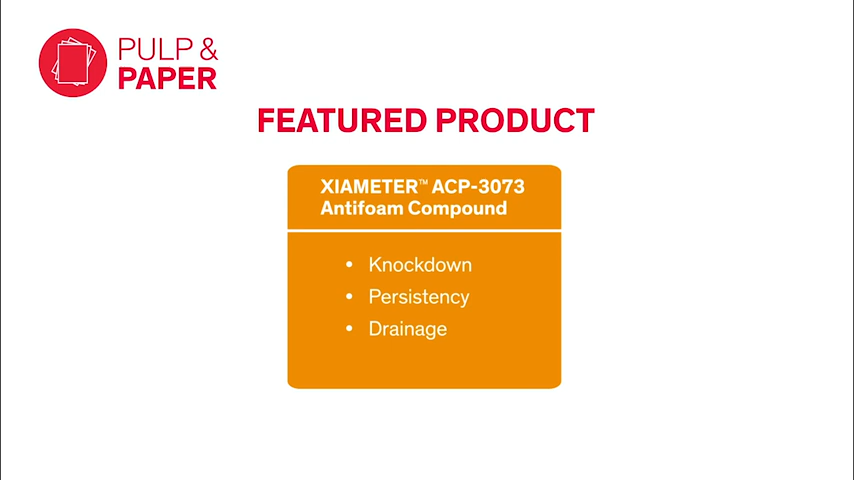 PULP &
PAPER
FEATURED PRODUCT
XIAMETER™ ACP-3073
Antifoam Compound
• Knockdown
• Persistency
• Drainage